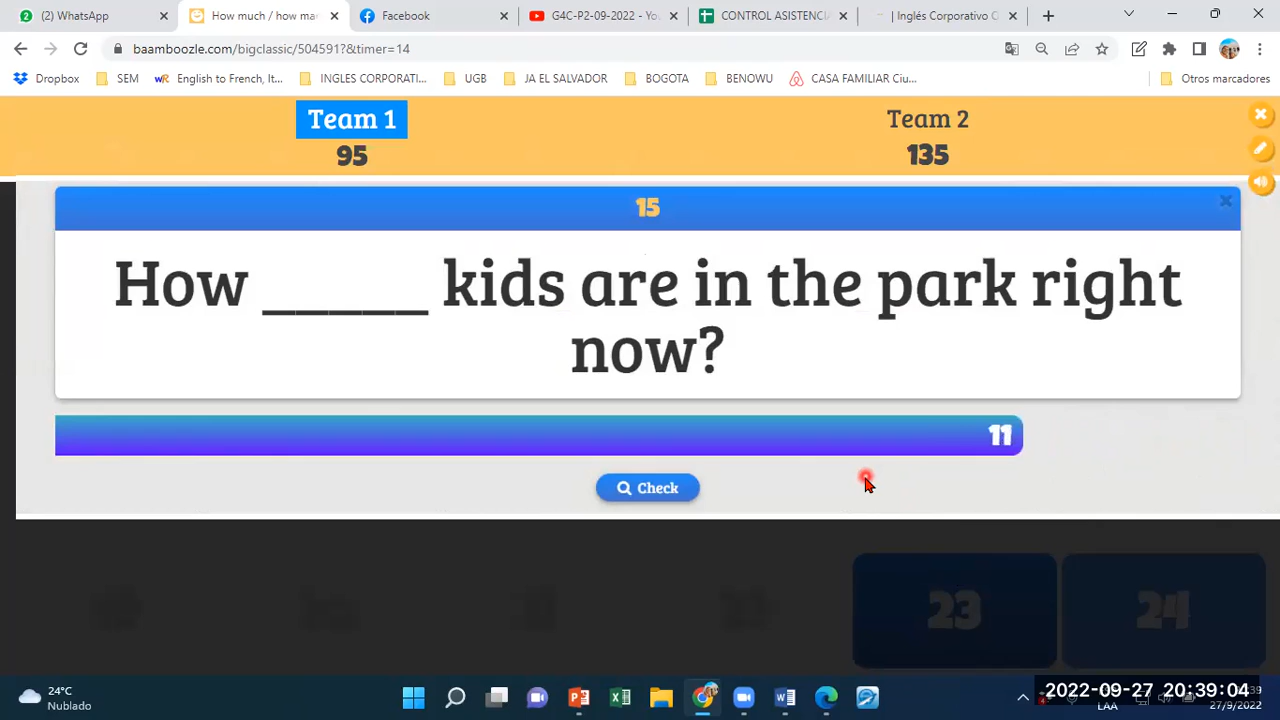 (2) WhatsApp
How much / how ma
Facebook
G4C-P2-09-2022 - You
CONTROL ASISTENCIA
| Inglés Corporativo
baamboozle.com/bigclassic/504591?&timer=14
Dropbox
SEM
English to French, It...
INGLES CORPORATI...
UGB
JA EL SALVADOR
BOGOTA
BENOWU
CASA FAMILIAR Ciu...
Otros marcadores
Team 1
95
Team 2
135
15
How _____ kids are in the park right
now?
11
Check
23
24
24°C
Nublado
2022-09-27 20:39:04
LAA
27/9/2022